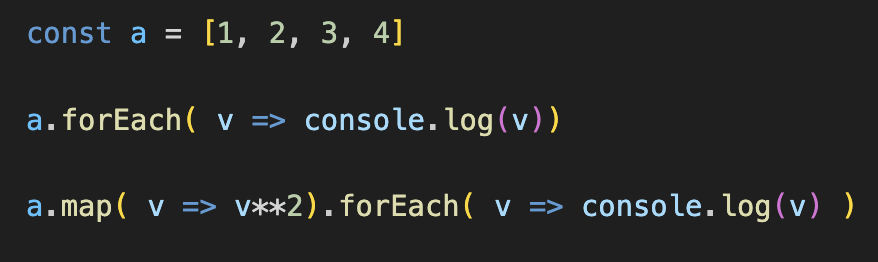 const a = [1, 2, 3, 4]
a.forEach( v => console.log(v))
a.map( v => v**2).forEach( v => console.log(v) )